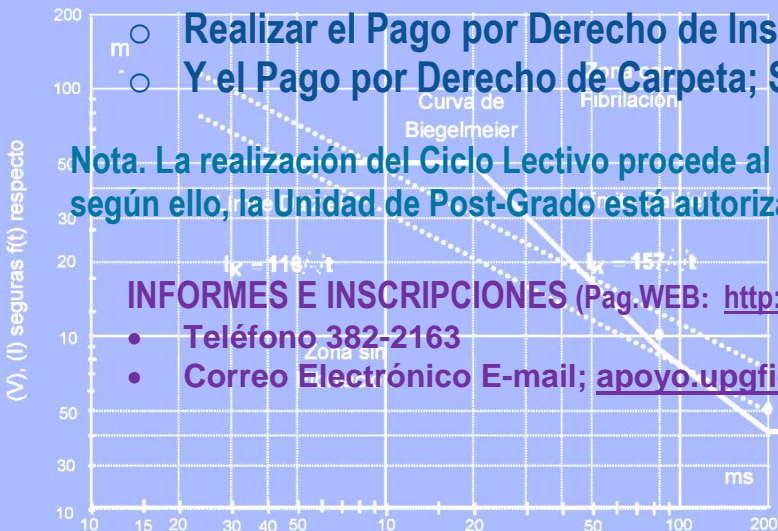 200
m
○ Realizar el Pago por Derecho de Ins
100
○ Y el Pago por Derecho de Carpeta; S
Zona con
Fibrilación
Curva de
Biegelmeier
(V), (I) seguras f(t) respecto
50
Nota. La realización del Ciclo Lectivo procede al
30
según ello, la Unidad de Post-Grado está autoriz
20
INFORMES E INSCRIPCIONES (Pag.WEB: http:
10
• Teléfono 382-2163
Zona sin
• Correo Electrónico E-mail; apoyo.upgfi
50
30
ms
10
10 15 20 30 40 50 10 20 30 50 100 200